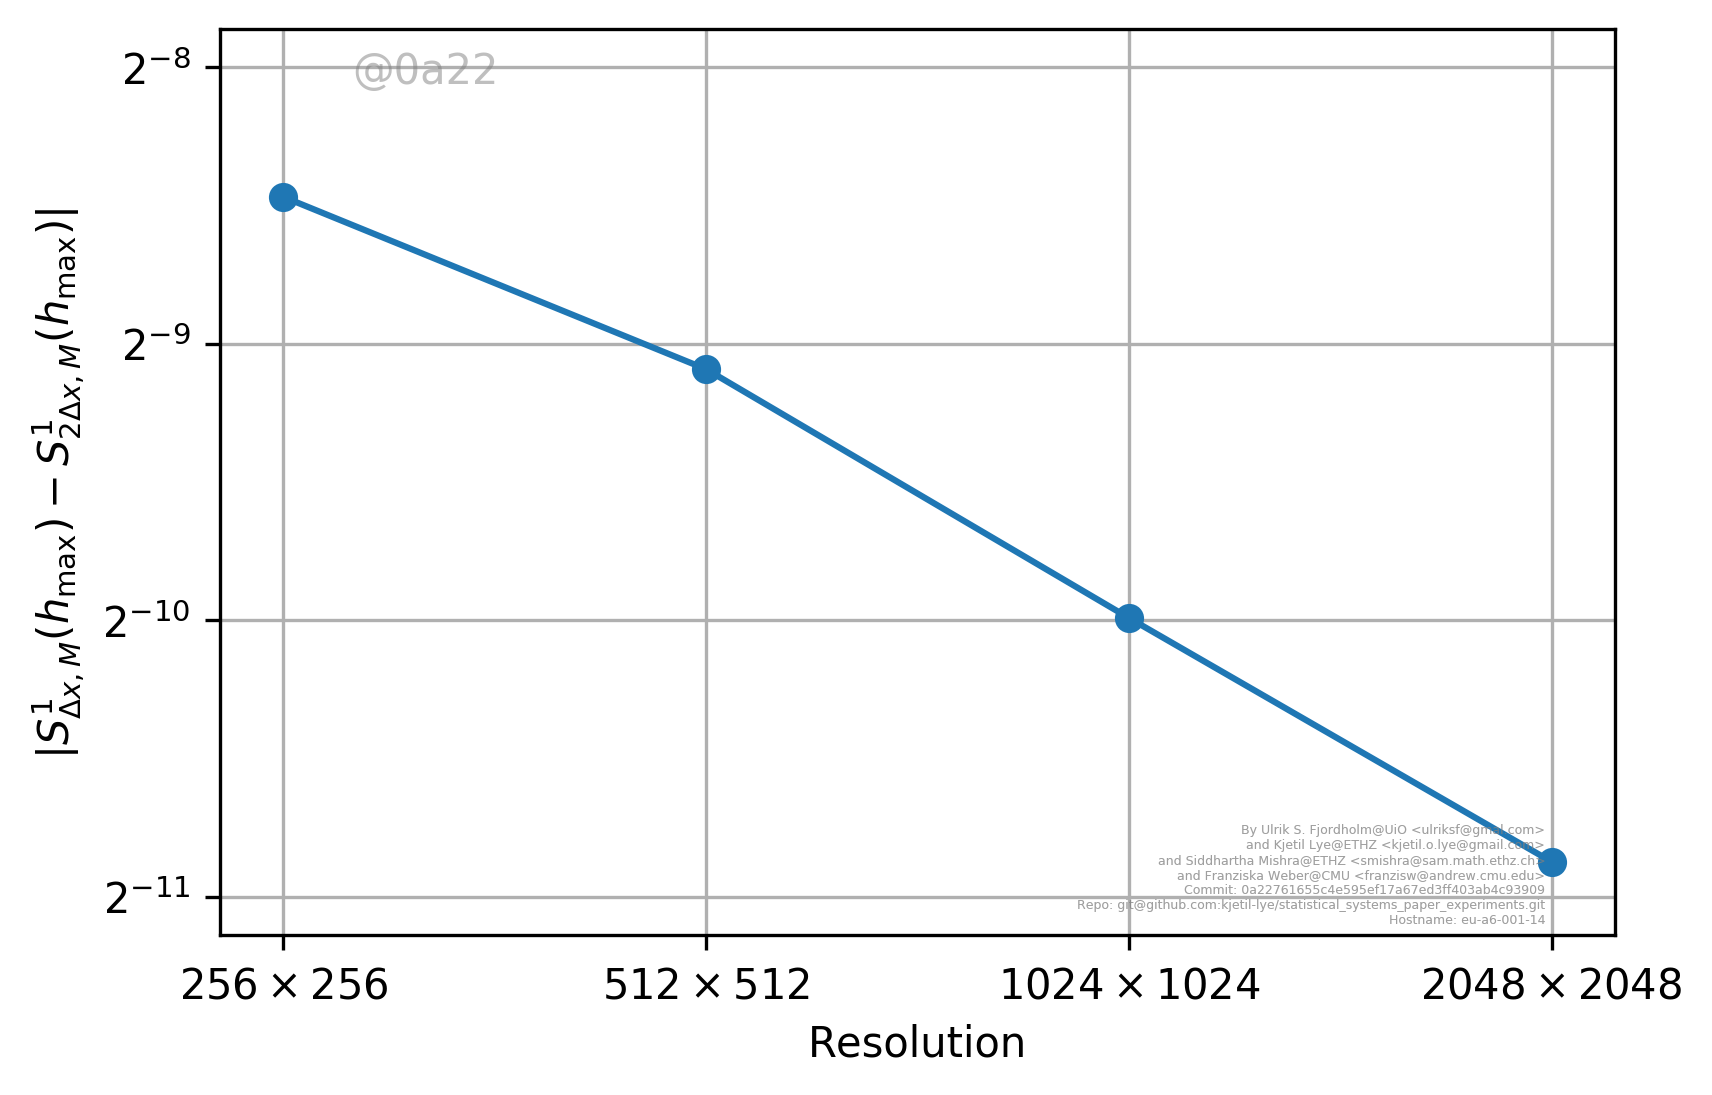 @0a22
2⁻⁸
2⁻⁹
2⁻¹⁰
2⁻¹¹
|S¹_{Δx, M}(h_max) − S¹_{2Δx, M}(h_max)|
By Ulrik S. Fjordholm@UiO <ulriksf@gmail.com>
and Kjetil Lye@ETHZ <kjetil.o.lye@gmail.com>
and Siddhartha Mishra@ETHZ <smishra@sam.math.ethz.ch>
and Franziska Weber@CMU <franzisw@andrew.cmu.edu>
Commit: 0a22761655c4e595ef17a67ed3ff403ab4c93909
Repo: git@github.com:kjetil-lye/statistical_systems_paper_experiments.git
Hostname: eu-a6-001-14
256 × 256 512 × 512 1024 × 1024 2048 × 2048
Resolution